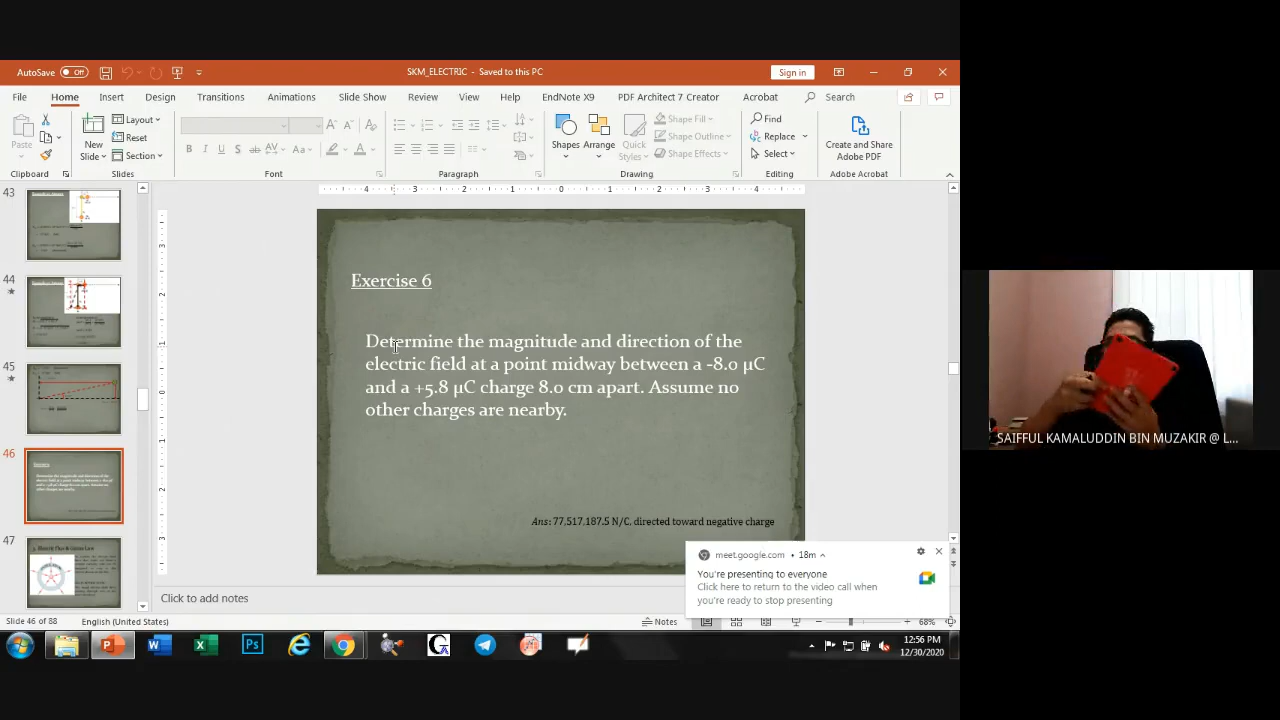 AutoSave Off
SKM_ELECTRIC - Saved to this PC
Sign in
File Home Insert Design Transitions Animations Slide Show Review View Help EndNote X9 PDF Architect 7 Creator Acrobat Search
Paste
New
Slide
Layout
Reset
Section
B I U S ab AV Aa A
Shapes
Arrange
Quick
Styles
Shape Fill
Shape Outline
Shape Effects
Find
Replace
Select
Create and Share
Adobe PDF
Clipboard
Slides
Font
Paragraph
Drawing
Editing
Adobe Acrobat
43
44
45
46
47
Exercise 6
Determine the magnitude and direction of the
electric field at a point midway between a -8.0 µC
and a +5.8 µC charge 8.0 cm apart. Assume no
other charges are nearby.
Ans: 77,517,187.5 N/C, directed toward negative charge
meet.google.com • 18m
You're presenting to everyone
Click here to return to the video call when
you're ready to stop presenting
SAIFFUL KAMALUDDIN BIN MUZAKIR @ L...
Click to add notes
Slide 46 of 88
English (United States)
Notes
68%
12:56 PM
12/30/2020